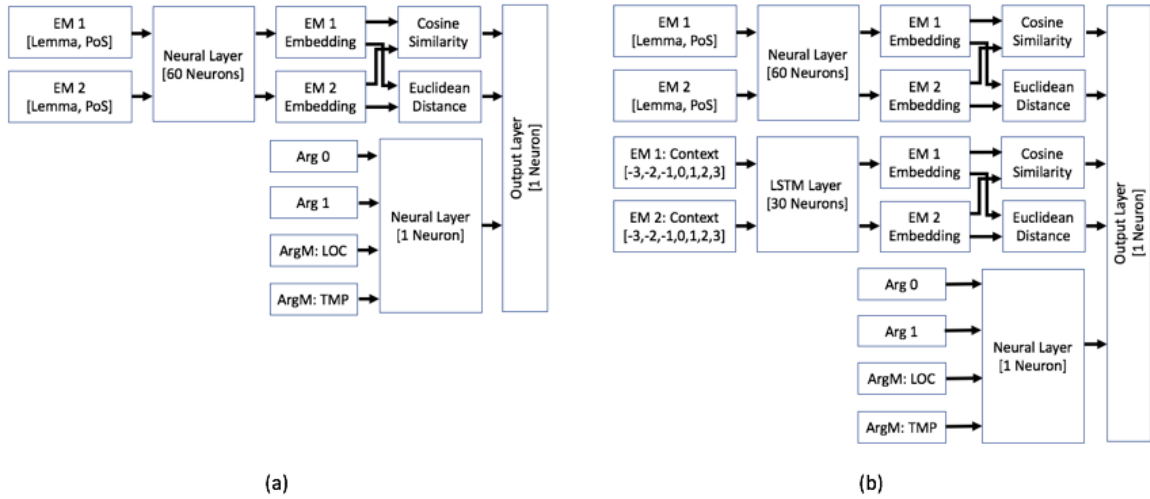 EM 1
[Lemma, PoS]
EM 2
[Lemma, PoS]
Neural Layer
[60 Neurons]
EM 1
Embedding
EM 2
Embedding
Cosine
Similarity
Euclidean
Distance
Arg 0
Arg 1
ArgM: LOC
ArgM: TMP
Neural Layer
[1 Neuron]
Output Layer
[1 Neuron]
(a)
EM 1
[Lemma, PoS]
EM 2
[Lemma, PoS]
Neural Layer
[60 Neurons]
EM 1
Embedding
EM 2
Embedding
Cosine
Similarity
Euclidean
Distance
EM 1: Context
[-3,-2,-1,0,1,2,3]
EM 2: Context
[-3,-2,-1,0,1,2,3]
LSTM Layer
[30 Neurons]
EM 1
Embedding
EM 2
Embedding
Cosine
Similarity
Euclidean
Distance
Arg 0
Arg 1
ArgM: LOC
ArgM: TMP
Neural Layer
[1 Neuron]
Output Layer
[1 Neuron]
(b)